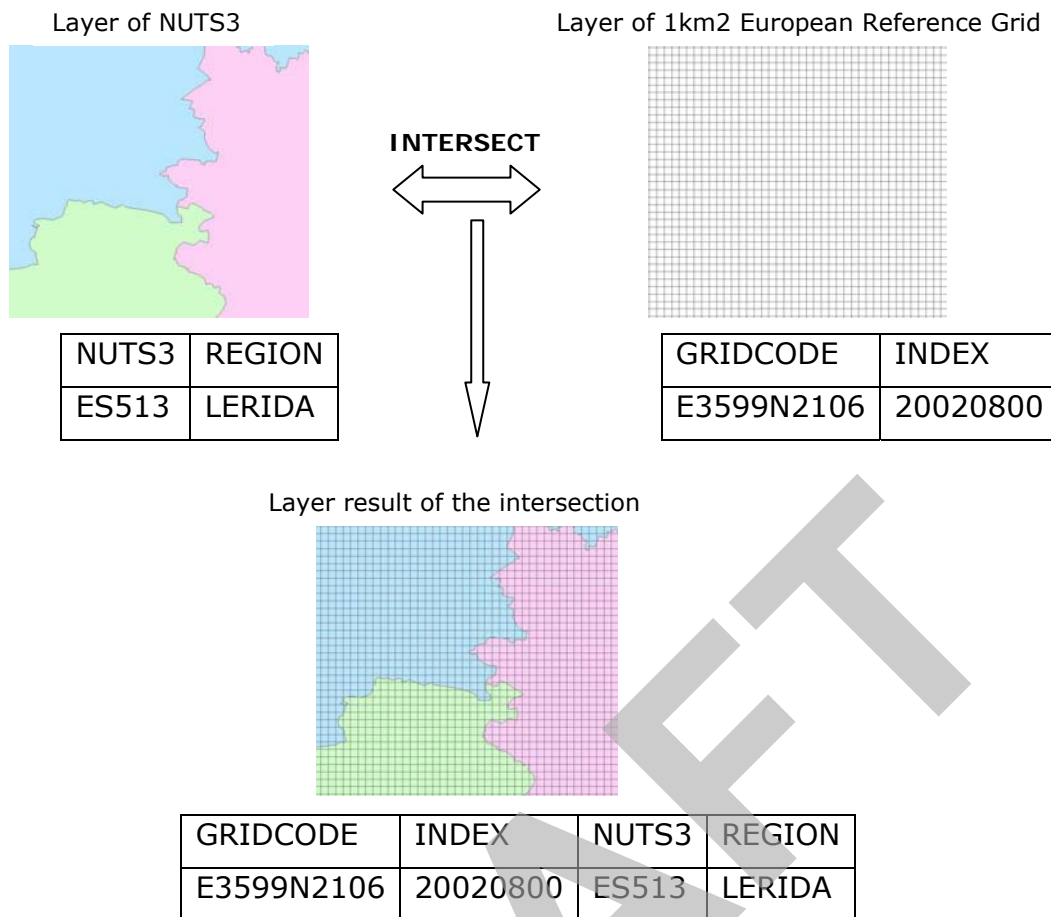 Layer of NUTS3
Layer of 1km2 European Reference Grid
INTERSECT
NUTS3 REGION
ES513 LERIDA
GRIDCODE INDEX
E3599N2106 20020800
Layer result of the intersection
GRIDCODE INDEX NUTS3 REGION
E3599N2106 20020800 ES513 LERIDA
AFT